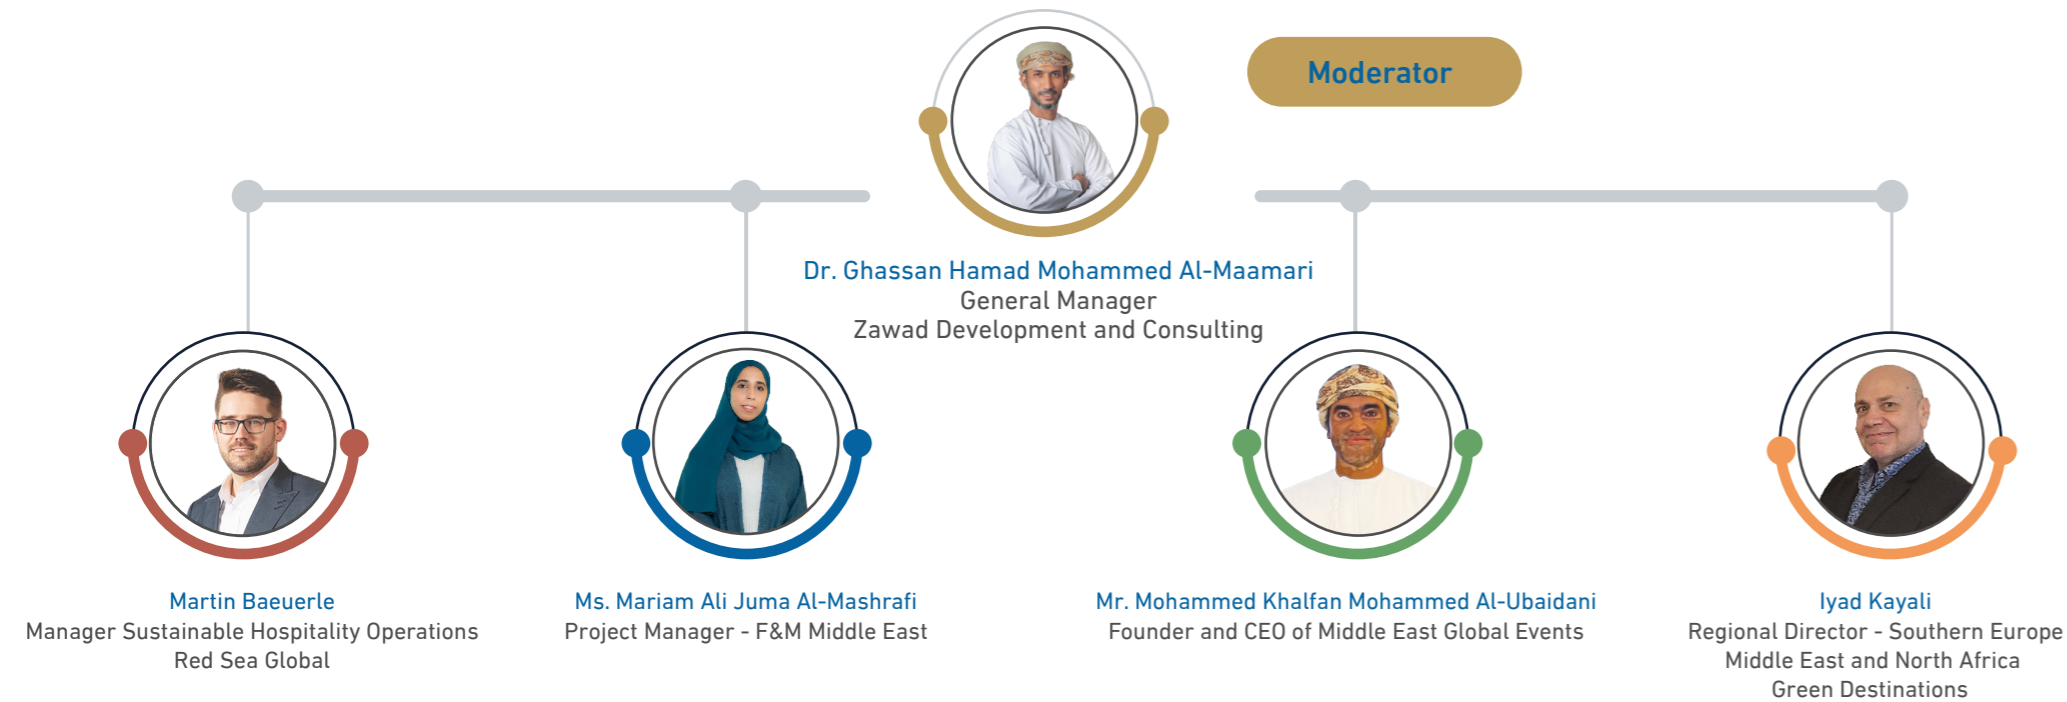 Moderator
Dr. Ghassan Hamad Mohammed Al-Maamari
General Manager
Zawad Development and Consulting
Martin Baeuerle
Manager Sustainable Hospitality Operations
Red Sea Global
Ms. Mariam Ali Juma Al-Mashrafi
Project Manager - F&M Middle East
Mr. Mohammed Khalfan Mohammed Al-Ubaidani
Founder and CEO of Middle East Global Events
Iyad Kayali
Regional Director - Southern Europe
Middle East and North Africa
Green Destinations